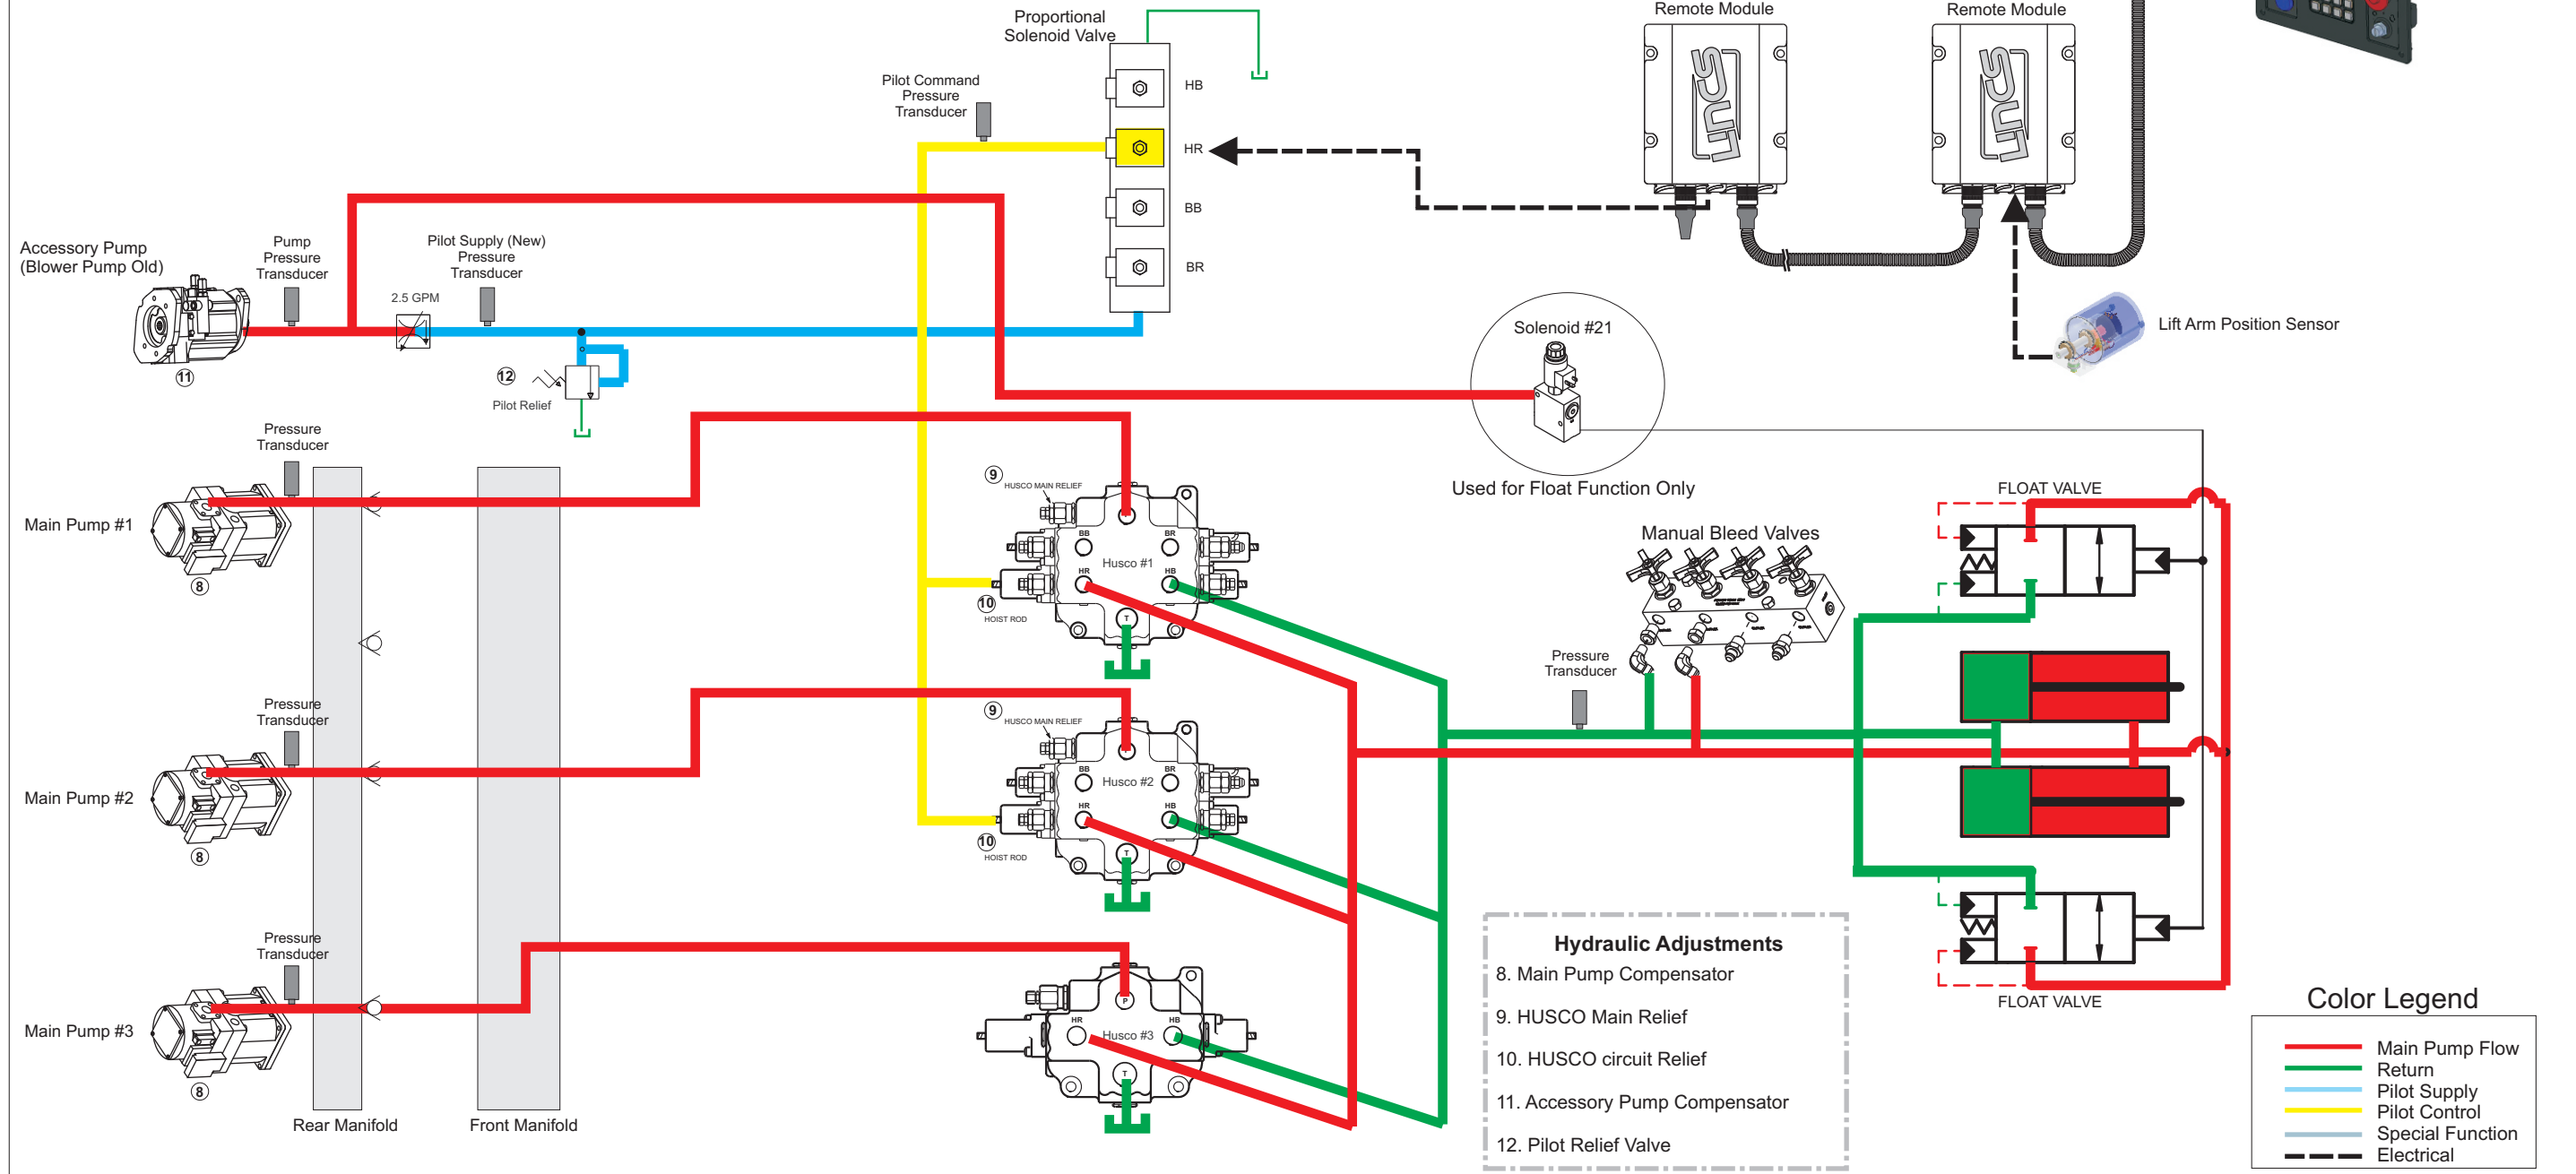 Proportional
Solenoid Valve
Remote Module
Remote Module
HB
Pilot Command
Pressure
Transducer
HR
BB
BR
Accessory Pump
(Blower Pump Old)
Pump
Pressure
Transducer
Pilot Supply (New)
Pressure
Transducer
2.5 GPM
11
12
Pilot Relief
Solenoid #21
Used for Float Function Only
Lift Arm Position Sensor
Pressure
Transducer
Main Pump #1
8
9
HUSCO MAIN RELIEF
BB
BR
Husco #1
HR
HB
10
HOIST ROD
T
Manual Bleed Valves
Pressure
Transducer
FLOAT VALVE
Pressure
Transducer
Main Pump #2
8
9
HUSCO MAIN RELIEF
BB
BR
Husco #2
HR
HB
10
HOIST ROD
T
Pressure
Transducer
Main Pump #3
8
P
HR
HB
Husco #3
T
Rear Manifold
Front Manifold
FLOAT VALVE
Hydraulic Adjustments
8. Main Pump Compensator
9. HUSCO Main Relief
10. HUSCO circuit Relief
11. Accessory Pump Compensator
12. Pilot Relief Valve
Color Legend
Main Pump Flow
Return
Pilot Supply
Pilot Control
Special Function
Electrical